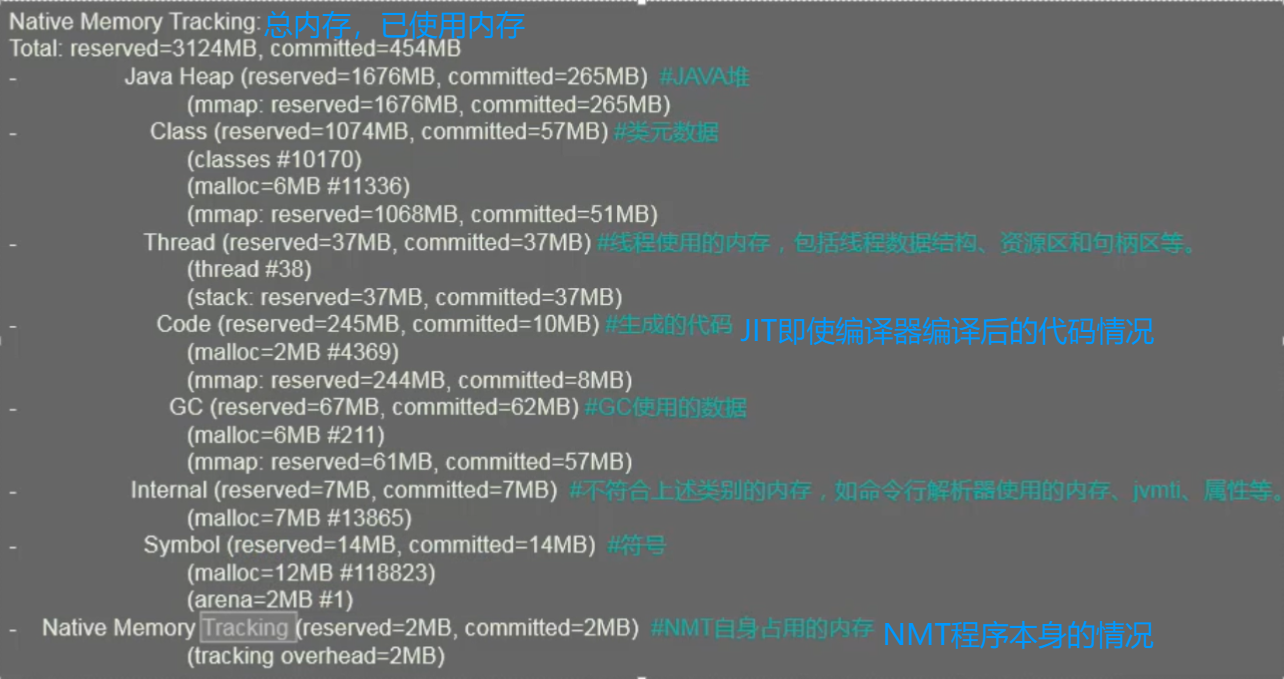 Native Memory Tracking: 总内存，已使用内存
Total: reserved=3124MB, committed=454MB
- Java Heap (reserved=1676MB, committed=265MB) #JAVA堆
(mmap: reserved=1676MB, committed=265MB)
- Class (reserved=1074MB, committed=57MB) #类元数据
(classes #10170)
(malloc=6MB #11336)
(mmap: reserved=1068MB, committed=51MB)
- Thread (reserved=37MB, committed=37MB) #线程使用的内存，包括线程数据结构、资源区和句柄区等。
(thread #38)
(stack: reserved=37MB, committed=37MB)
- Code (reserved=245MB, committed=10MB) #生成的代码 JIT即使编译器编译后的代码情况
(malloc=2MB #4369)
(mmap: reserved=244MB, committed=8MB)
- GC (reserved=67MB, committed=62MB) #GC使用的数据
(malloc=6MB #211)
(mmap: reserved=61MB, committed=57MB)
- Internal (reserved=7MB, committed=7MB) #不符合上述类别的内存，如命令行解析器使用的内存、jvmti、属性等。
(malloc=7MB #13865)
- Symbol (reserved=14MB, committed=14MB) #符号
(malloc=12MB #118823)
(arena=2MB #1)
- Native Memory Tracking (reserved=2MB, committed=2MB) #NMT自身占用的内存 NMT程序本身的情况
(tracking overhead=2MB)